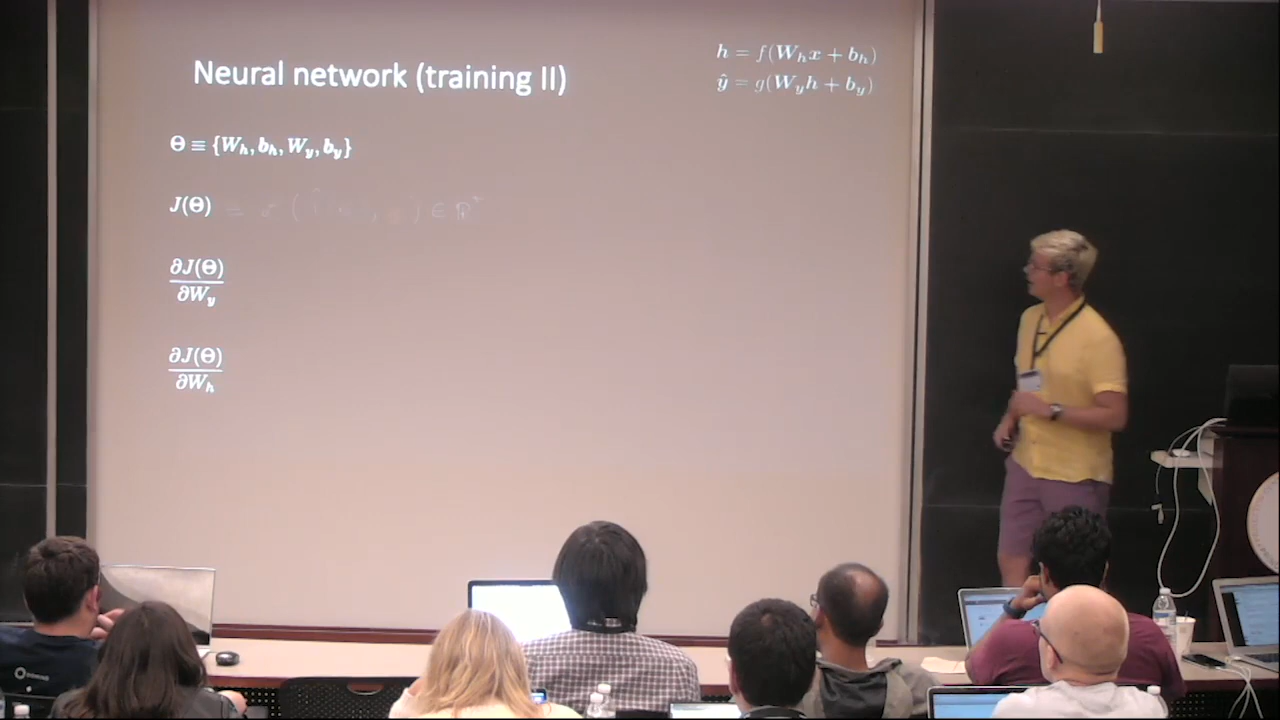 Neural network (training II)
h = f(W_h x + b_h)
ŷ = g(W_y h + b_y)
Θ ≡ {W_h, b_h, W_y, b_y}
J(Θ)
∂J(Θ)
∂W_y
∂J(Θ)
∂W_h